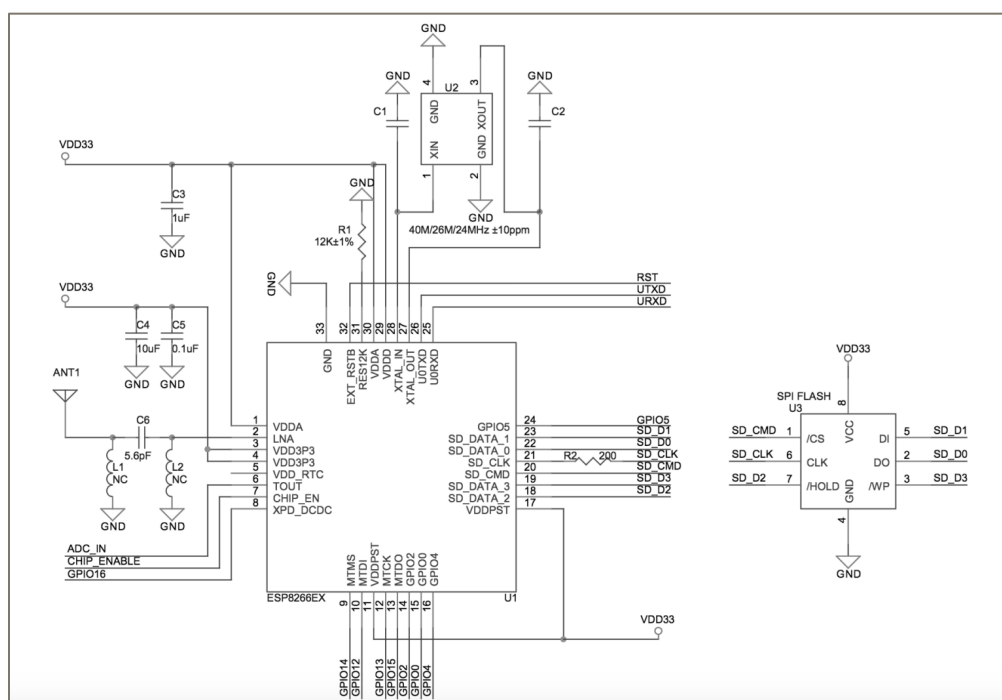 GND
4
3
U2
GND
GND
C1
C2
GND
XOUT
XIN
GND
1
2
GND
40M/26M/24MHz ±10ppm
VDD33
C3
1uF
GND
GND
R1
12K±1%
GND
RST
UTXD
URXD
VDD33
C4
10uF
C5
0.1uF
GND
GND
33
32
31
30
29
28
27
26
25
GND
EXT_RSTB
RES12K
VDDA
VDDD
XTAL_IN
XTAL_OUT
U0TXD
U0RXD
ANT1
C6
5.6pF
L1
NC
L2
NC
GND
GND
1 VDDA
2 LNA
3 VDD3P3
4 VDD3P3
5 VDD_RTC
6 TOUT
7 CHIP_EN
8 XPD_DCDC
GPIO5 24 GPIO5
SD_DATA_1 23 SD_D1
SD_DATA_0 22 SD_D0
SD_CLK 21 R2 200 SD_CLK
SD_CMD 20 SD_CMD
SD_DATA_3 19 SD_D3
SD_DATA_2 18 SD_D2
VDDPST 17
ADC_IN
CHIP_ENABLE
GPIO16
MTMS
MTDI
VDDPST
MTCK
MTDO
GPIO2
GPIO0
GPIO4
ESP8266EX
U1
9
10
11
12
13
14
15
16
GPIO14
GPIO12
GPIO13
GPIO15
GPIO2
GPIO0
GPIO4
VDD33
VDD33
SPI FLASH
U3
8
VCC
SD_CMD 1 /CS
DI 5 SD_D1
SD_CLK 6 CLK
DO 2 SD_D0
SD_D2 7 /HOLD
/WP 3 SD_D3
GND
4
GND